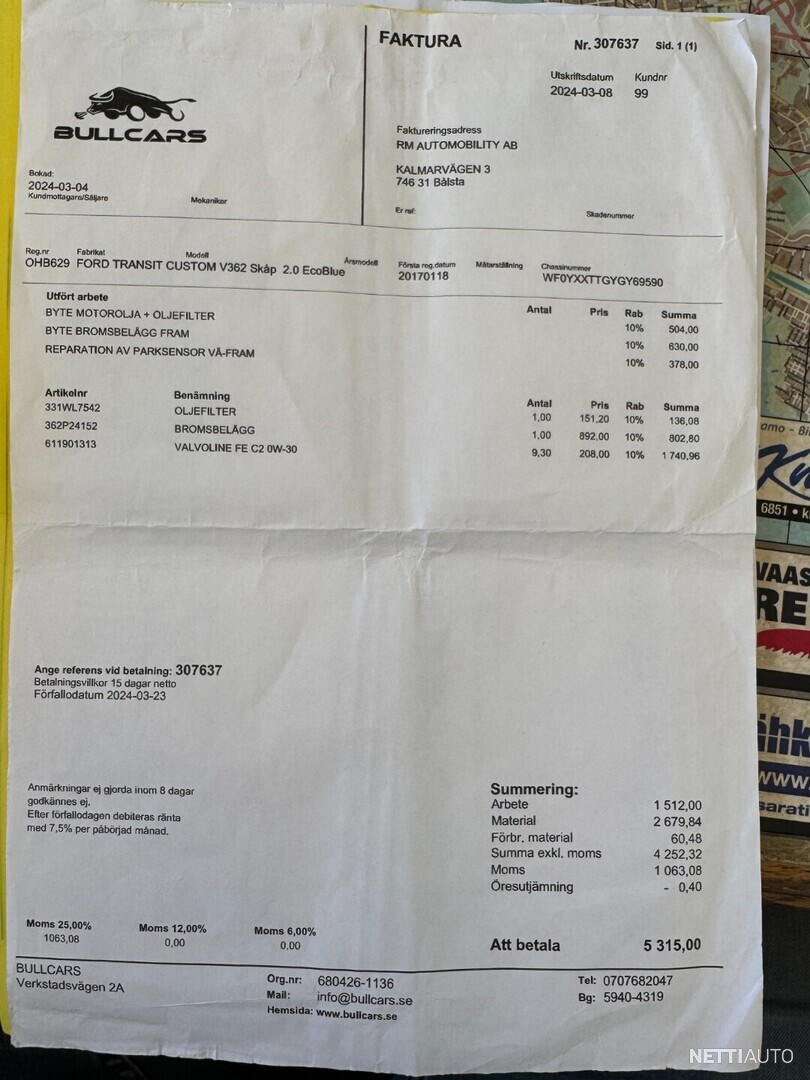 BULLCARS
FAKTURA
Nr. 307637 Sid. 1 (1)
Utskriftsdatum Kundnr
2024-03-08 99
Faktureringsadress
RM AUTOMOBILITY AB
KALMARVÄGEN 3
746 31 Bålsta
Bokad:
2024-03-04
Kundmottagare/Säljare Mekaniker
Er ref: Skadenummer
Reg.nr Fabrikat Modell Årsmodell Första reg.datum Mätarställning Chassinummer
OHB629 FORD TRANSIT CUSTOM V362 Skåp 2.0 EcoBlue 20170118 WF0YXXTTGYGY69590
Utfört arbete Antal Pris Rab Summa
BYTE MOTOROLJA + OLJEFILTER 10% 504,00
BYTE BROMSBELÄGG FRAM 10% 630,00
REPARATION AV PARKSENSOR VÄ-FRAM 10% 378,00
Artikelnr Benämning Antal Pris Rab Summa
331WL7542 OLJEFILTER 1,00 151,20 10% 136,08
362P24152 BROMSBELÄGG 1,00 892,00 10% 802,80
611901313 VALVOLINE FE C2 0W-30 9,30 208,00 10% 1 740,96
Ange referens vid betalning: 307637
Betalningsvillkor 15 dagar netto
Förfallodatum 2024-03-23
Anmärkningar ej gjorda inom 8 dagar
godkännes ej.
Efter förfallodagen debiteras ränta
med 7,5% per påbörjad månad.
Summering:
Arbete 1 512,00
Material 2 679,84
Förbr. material 60,48
Summa exkl. moms 4 252,32
Moms 1 063,08
Öresutjämning - 0,40
Moms 25,00% Moms 12,00% Moms 6,00%
1063,08 0,00 0,00
Att betala 5 315,00
BULLCARS
Verkstadsvägen 2A
Org.nr: 680426-1136
Mail: info@bullcars.se
Hemsida: www.bullcars.se
Tel: 0707682047
Bg: 5940-4319
6851
VAAS
RE
www.
sarati
NETTIAUTO